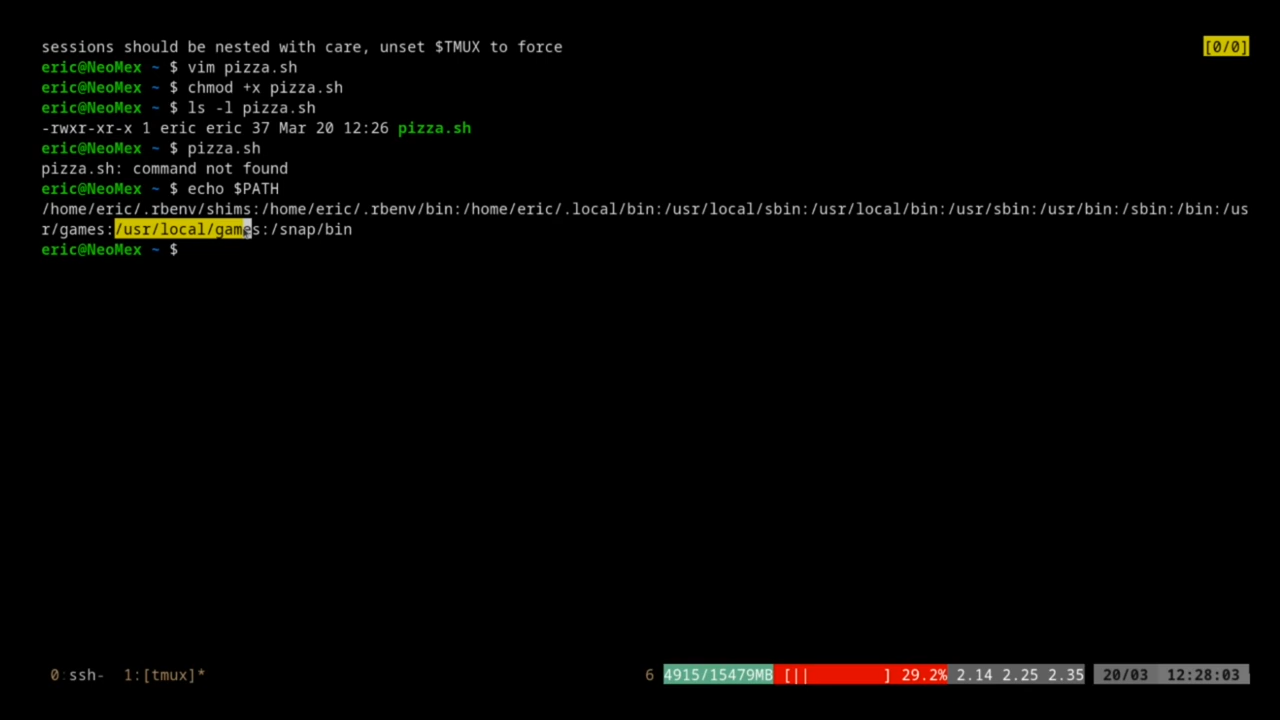 sessions should be nested with care, unset $TMUX to force [0/0]
eric@NeoMex ~ $ vim pizza.sh
eric@NeoMex ~ $ chmod +x pizza.sh
eric@NeoMex ~ $ ls -l pizza.sh
-rwxr-xr-x 1 eric eric 37 Mar 20 12:26 pizza.sh
eric@NeoMex ~ $ pizza.sh
pizza.sh: command not found
eric@NeoMex ~ $ echo $PATH
/home/eric/.rbenv/shims:/home/eric/.rbenv/bin:/home/eric/.local/bin:/usr/local/sbin:/usr/local/bin:/usr/sbin:/usr/bin:/sbin:/bin:/us
r/games:/usr/local/games:/snap/bin
eric@NeoMex ~ $
0:ssh- 1:[tmux]* 6 4915/15479MB [|| ] 29.2% 2.14 2.25 2.35 20/03 12:28:03